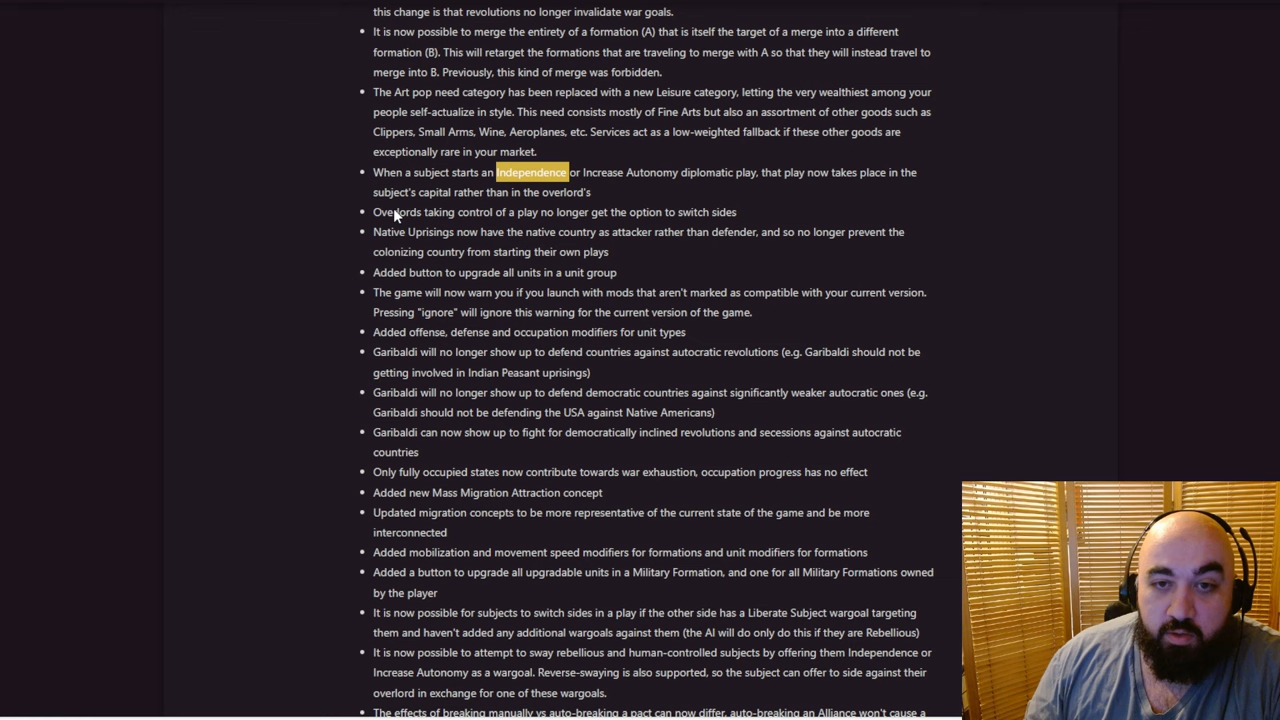 this change is that revolutions no longer invalidate war goals.
It is now possible to merge the entirety of a formation (A) that is itself the target of a merge into a different
formation (B). This will retarget the formations that are traveling to merge with A so that they will instead travel to
merge into B. Previously, this kind of merge was forbidden.
The Art pop need category has been replaced with a new Leisure category, letting the very wealthiest among your
people self-actualize in style. This need consists mostly of Fine Arts but also an assortment of other goods such as
Clippers, Small Arms, Wine, Aeroplanes, etc. Services act as a low-weighted fallback if these other goods are
exceptionally rare in your market.
When a subject starts an Independence or Increase Autonomy diplomatic play, that play now takes place in the
subject's capital rather than in the overlord's
Overlords taking control of a play no longer get the option to switch sides
Native Uprisings now have the native country as attacker rather than defender, and so no longer prevent the
colonizing country from starting their own plays
Added button to upgrade all units in a unit group
The game will now warn you if you launch with mods that aren't marked as compatible with your current version.
Pressing "ignore" will ignore this warning for the current version of the game.
Added offense, defense and occupation modifiers for unit types
Garibaldi will no longer show up to defend countries against autocratic revolutions (e.g. Garibaldi should not be
getting involved in Indian Peasant uprisings)
Garibaldi will no longer show up to defend democratic countries against significantly weaker autocratic ones (e.g.
Garibaldi should not be defending the USA against Native Americans)
Garibaldi can now show up to fight for democratically inclined revolutions and secessions against autocratic
countries
Only fully occupied states now contribute towards war exhaustion, occupation progress has no effect
Added new Mass Migration Attraction concept
Updated migration concepts to be more representative of the current state of the game and be more
interconnected
Added mobilization and movement speed modifiers for formations and unit modifiers for formations
Added a button to upgrade all upgradable units in a Military Formation, and one for all Military Formations owned
by the player
It is now possible for subjects to switch sides in a play if the other side has a Liberate Subject wargoal targeting
them and haven't added any additional wargoals against them (the AI will do only do this if they are Rebellious)
It is now possible to attempt to sway rebellious and human-controlled subjects by offering them Independence or
Increase Autonomy as a wargoal. Reverse-swaying is also supported, so the subject can offer to side against their
overlord in exchange for one of these wargoals.
The effects of breaking manually vs auto-breaking a pact can now differ, auto-breaking an Alliance won't cause a